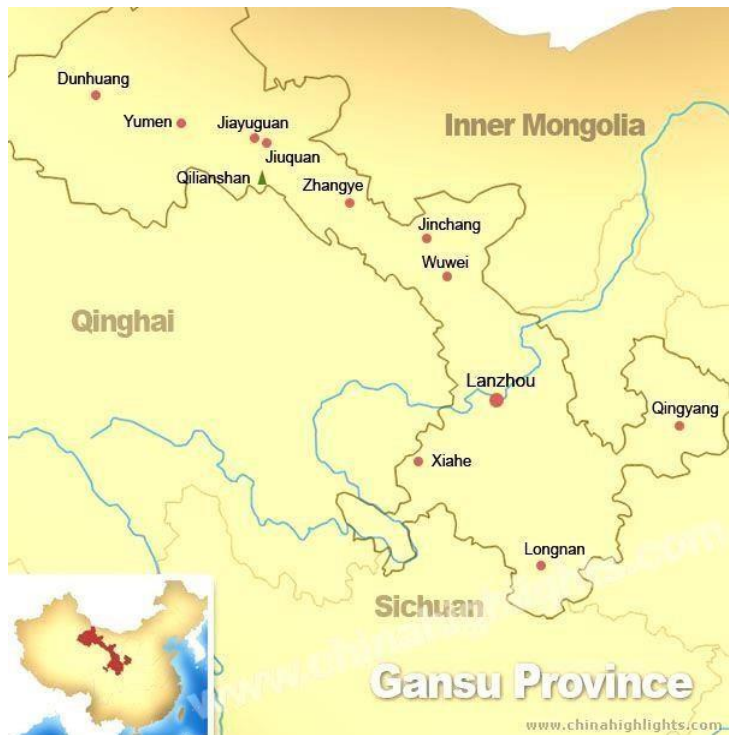 Dunhuang
Yumen
Jiayuguan
Inner Mongolia
Jiuquan
Qilianshan
Zhangye
Jinchang
Wuwei
Qinghai
Lanzhou
Qingyang
Xiahe
Longnan
Sichuan
www.chinahighlights.com
Gansu Province
www.chinahighlights.com